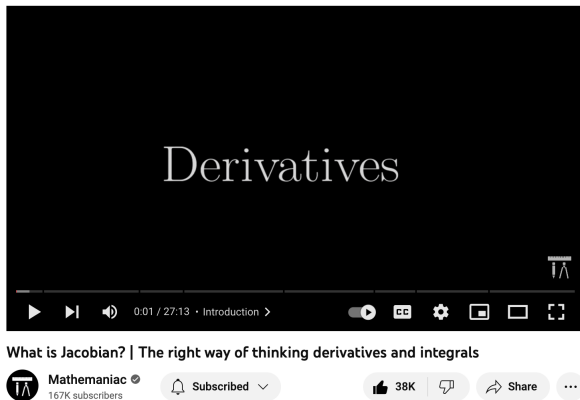 Derivatives
0:01 / 27:13 • Introduction
CC
What is Jacobian? | The right way of thinking derivatives and integrals
Mathemaniac
167K subscribers
Subscribed
38K
Share